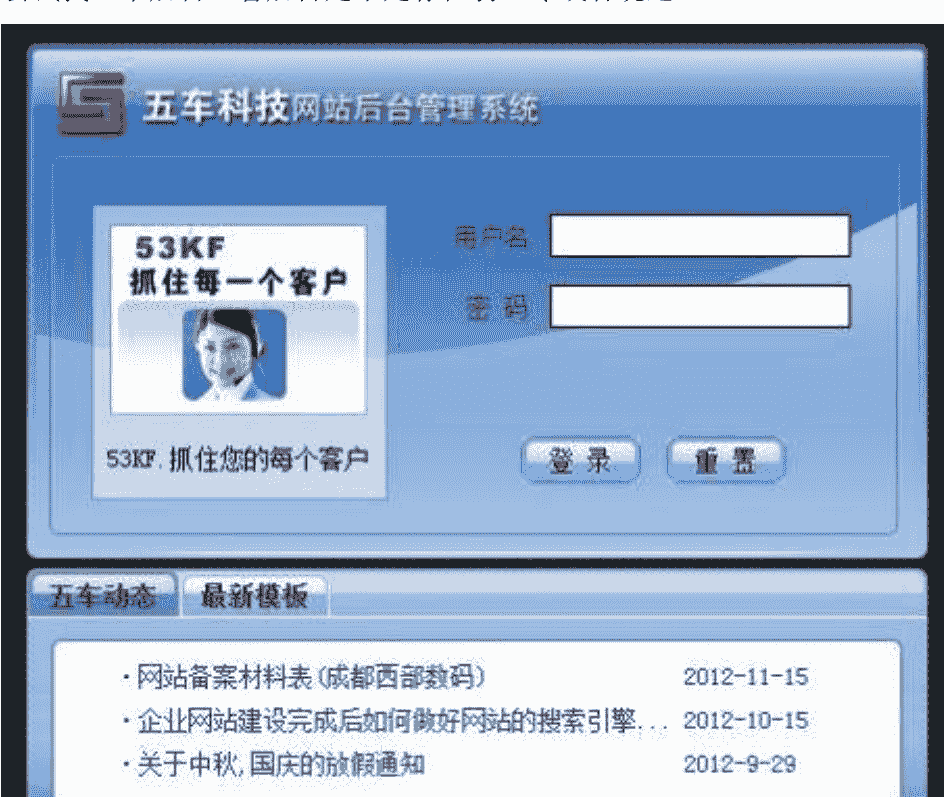 五车科技网站后台管理系统
53KF
抓住每一个客户
用户名
密 码
53KF.抓住您的每个客户
登 录
重 置
五车动态
最新模板
·网站备案材料表(成都西部数码)
2012-11-15
·企业网站建设完成后如何做好网站的搜索引擎...
2012-10-15
·关于中秋,国庆的放假通知
2012-9-29